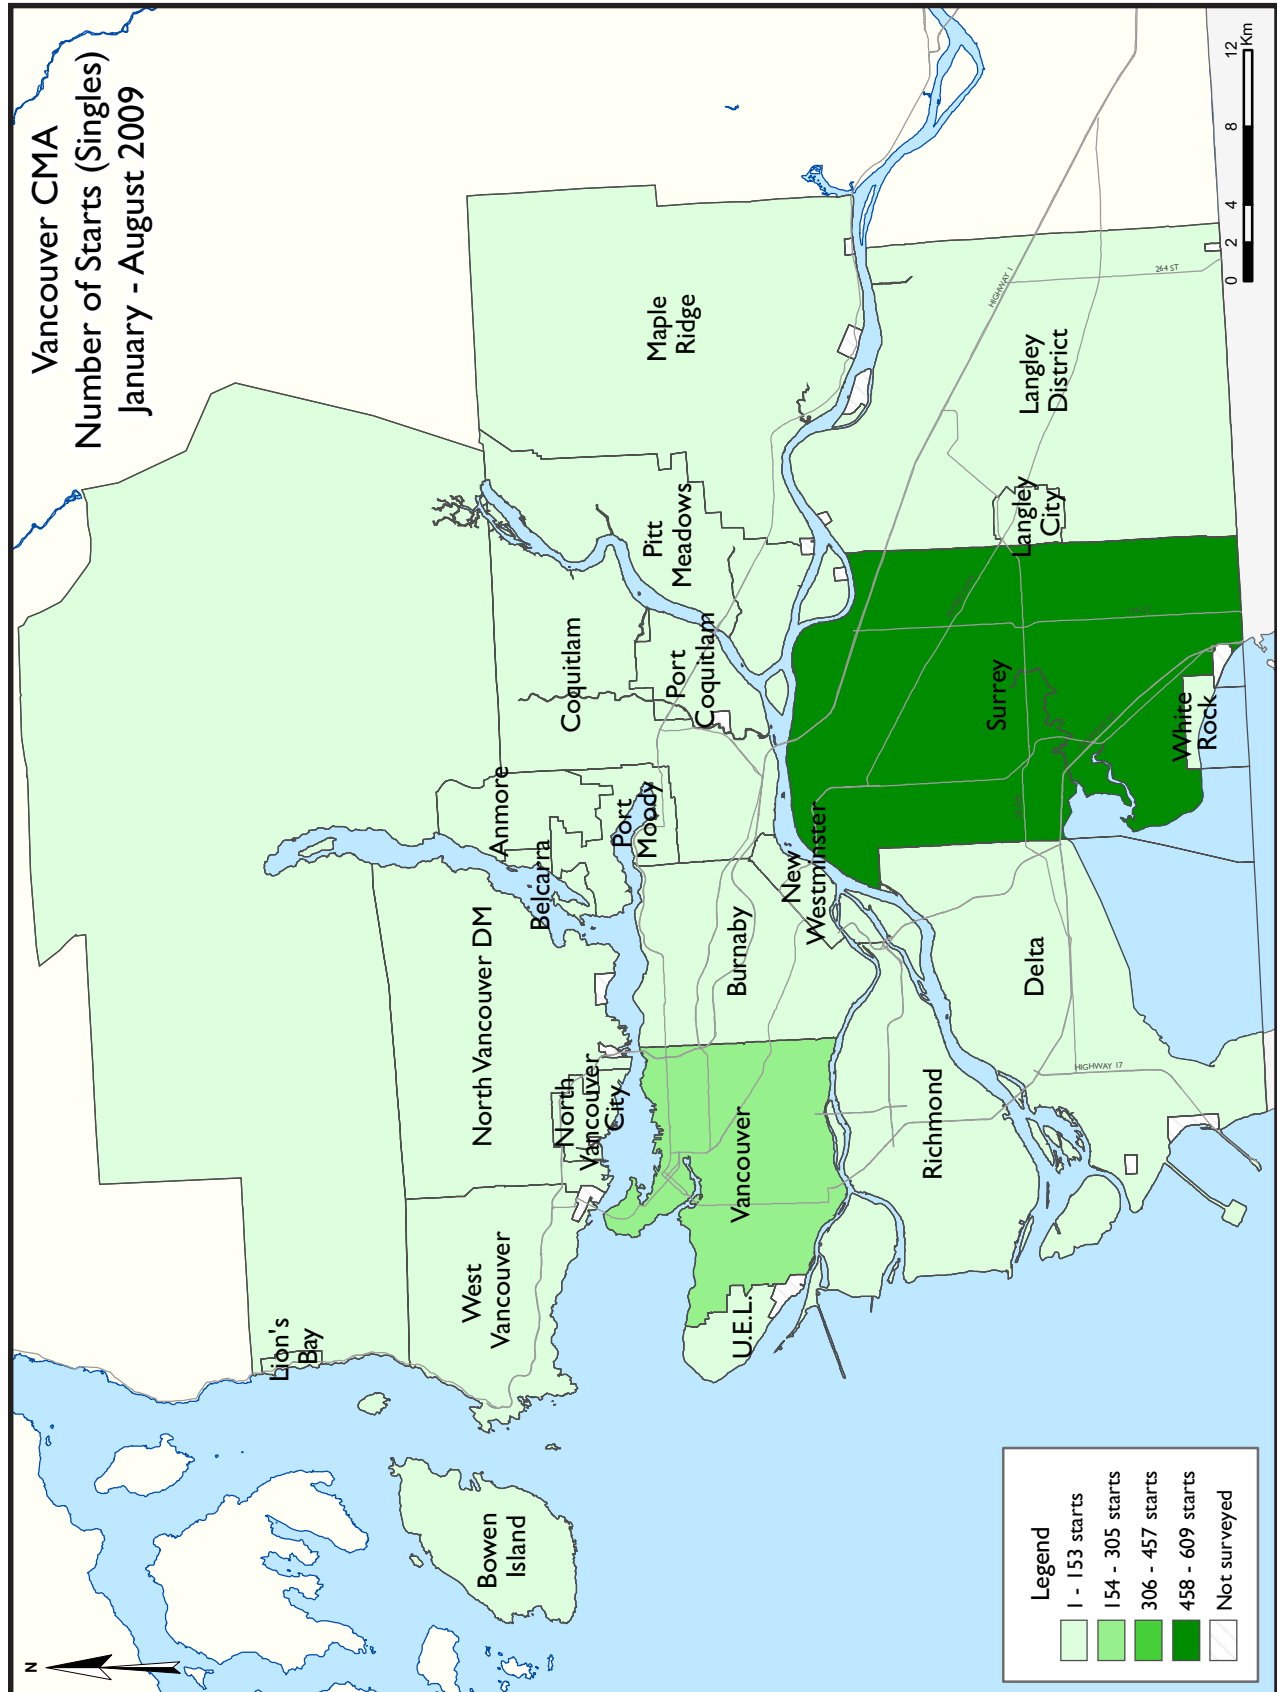 Vancouver CMA
Number of Starts (Singles)
January - August 2009
N
Lion's
Bay
Bowen
Island
West
Vancouver
North Vancouver DM
North
Vancouver
City
Anmore
Belcarra
Port
Moody
Coquitlam
Port
Coquitlam
Pitt
Meadows
Maple
Ridge
U.E.L.
Vancouver
Burnaby
New
Westminster
Richmond
Delta
Surrey
White
Rock
Langley
City
Langley
District
HIGHWAY 1
264 ST
HIGHWAY 17
Legend
1 - 153 starts
154 - 305 starts
306 - 457 starts
458 - 609 starts
Not surveyed
0 2 4 8 12
Km